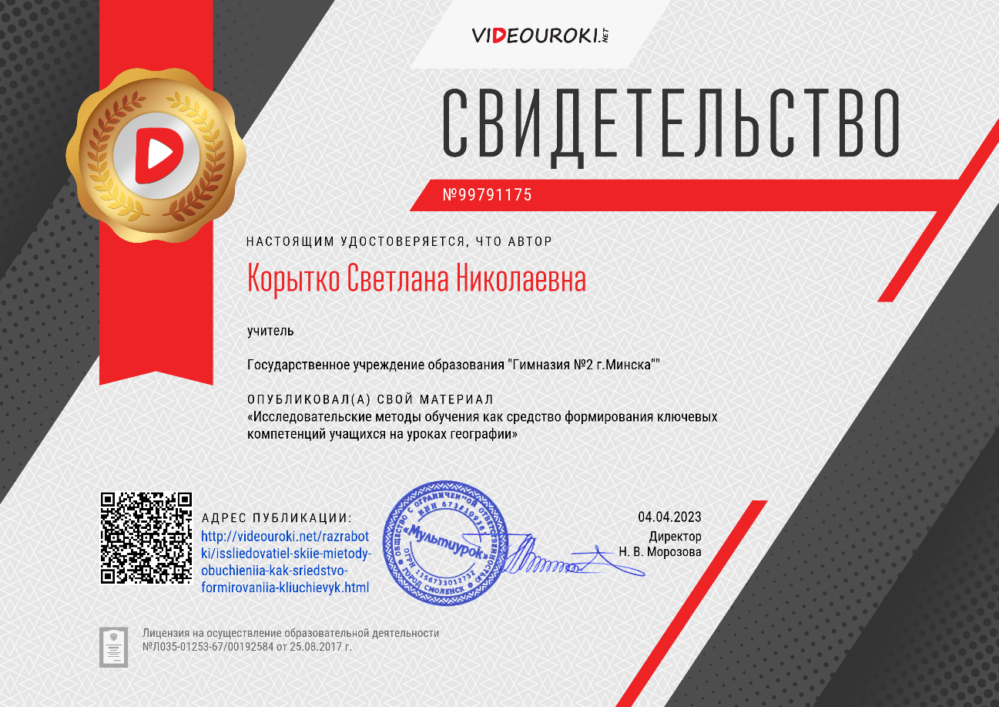 VIDEOUROKI.NET
СВИДЕТЕЛЬСТВО
№99791175
НАСТОЯЩИМ УДОСТОВЕРЯЕТСЯ, ЧТО АВТОР
Корытко Светлана Николаевна
учитель
Государственное учреждение образования "Гимназия №2 г.Минска""
ОПУБЛИКОВАЛ(А) СВОЙ МАТЕРИАЛ
«Исследовательские методы обучения как средство формирования ключевых
компетенций учащихся на уроках географии»
АДРЕС ПУБЛИКАЦИИ:
http://videouroki.net/razrabot
ki/issliedovatiel-skiie-mietody-
obuchieniia-kak-sriedstvo-
formirovaniia-kliuchievyk.html
ОБЩЕСТВО С ОГРАНИЧЕННОЙ ОТВЕТСТВЕННОСТЬЮ
ИНН 6732109381
«Мультиурок»
ОГРН 1156733012732
ГОРОД СМОЛЕНСК
04.04.2023
Директор
Н. В. Морозова
Лицензия на осуществление образовательной деятельности
№Л035-01253-67/00192584 от 25.08.2017 г.